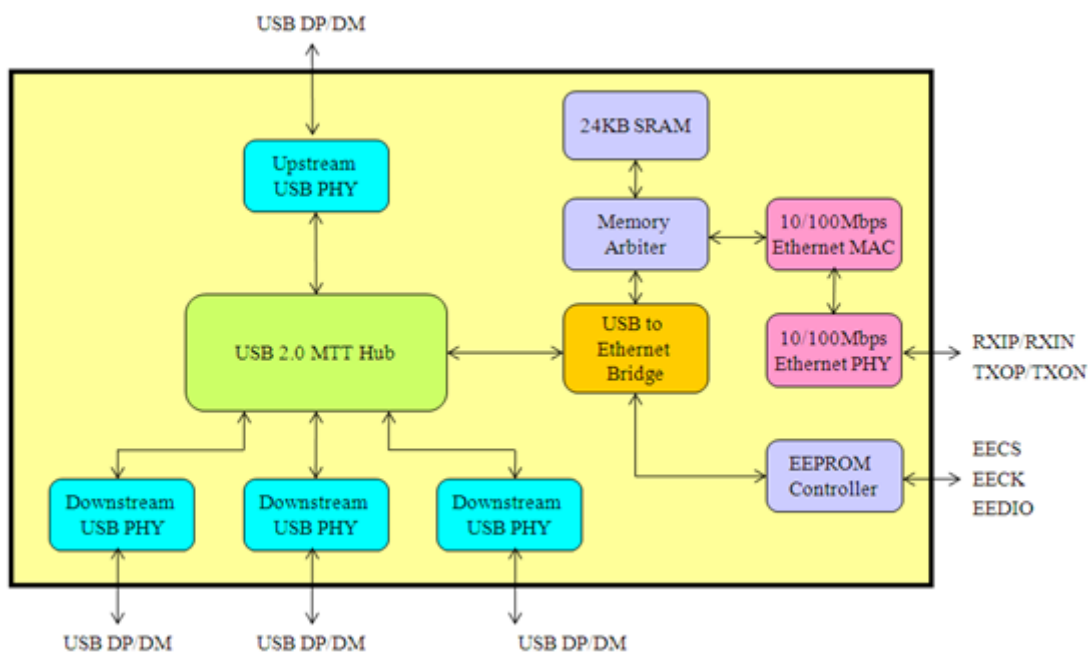 USB DP/DM
24KB SRAM
Upstream
USB PHY
Memory
Arbiter
10/100Mbps
Ethernet MAC
USB 2.0 MTT Hub
USB to
Ethernet
Bridge
10/100Mbps
Ethernet PHY
RXIP/RXIN
TXOP/TXON
EEPROM
Controller
EECS
EECK
EEDIO
Downstream
USB PHY
Downstream
USB PHY
Downstream
USB PHY
USB DP/DM
USB DP/DM
USB DP/DM